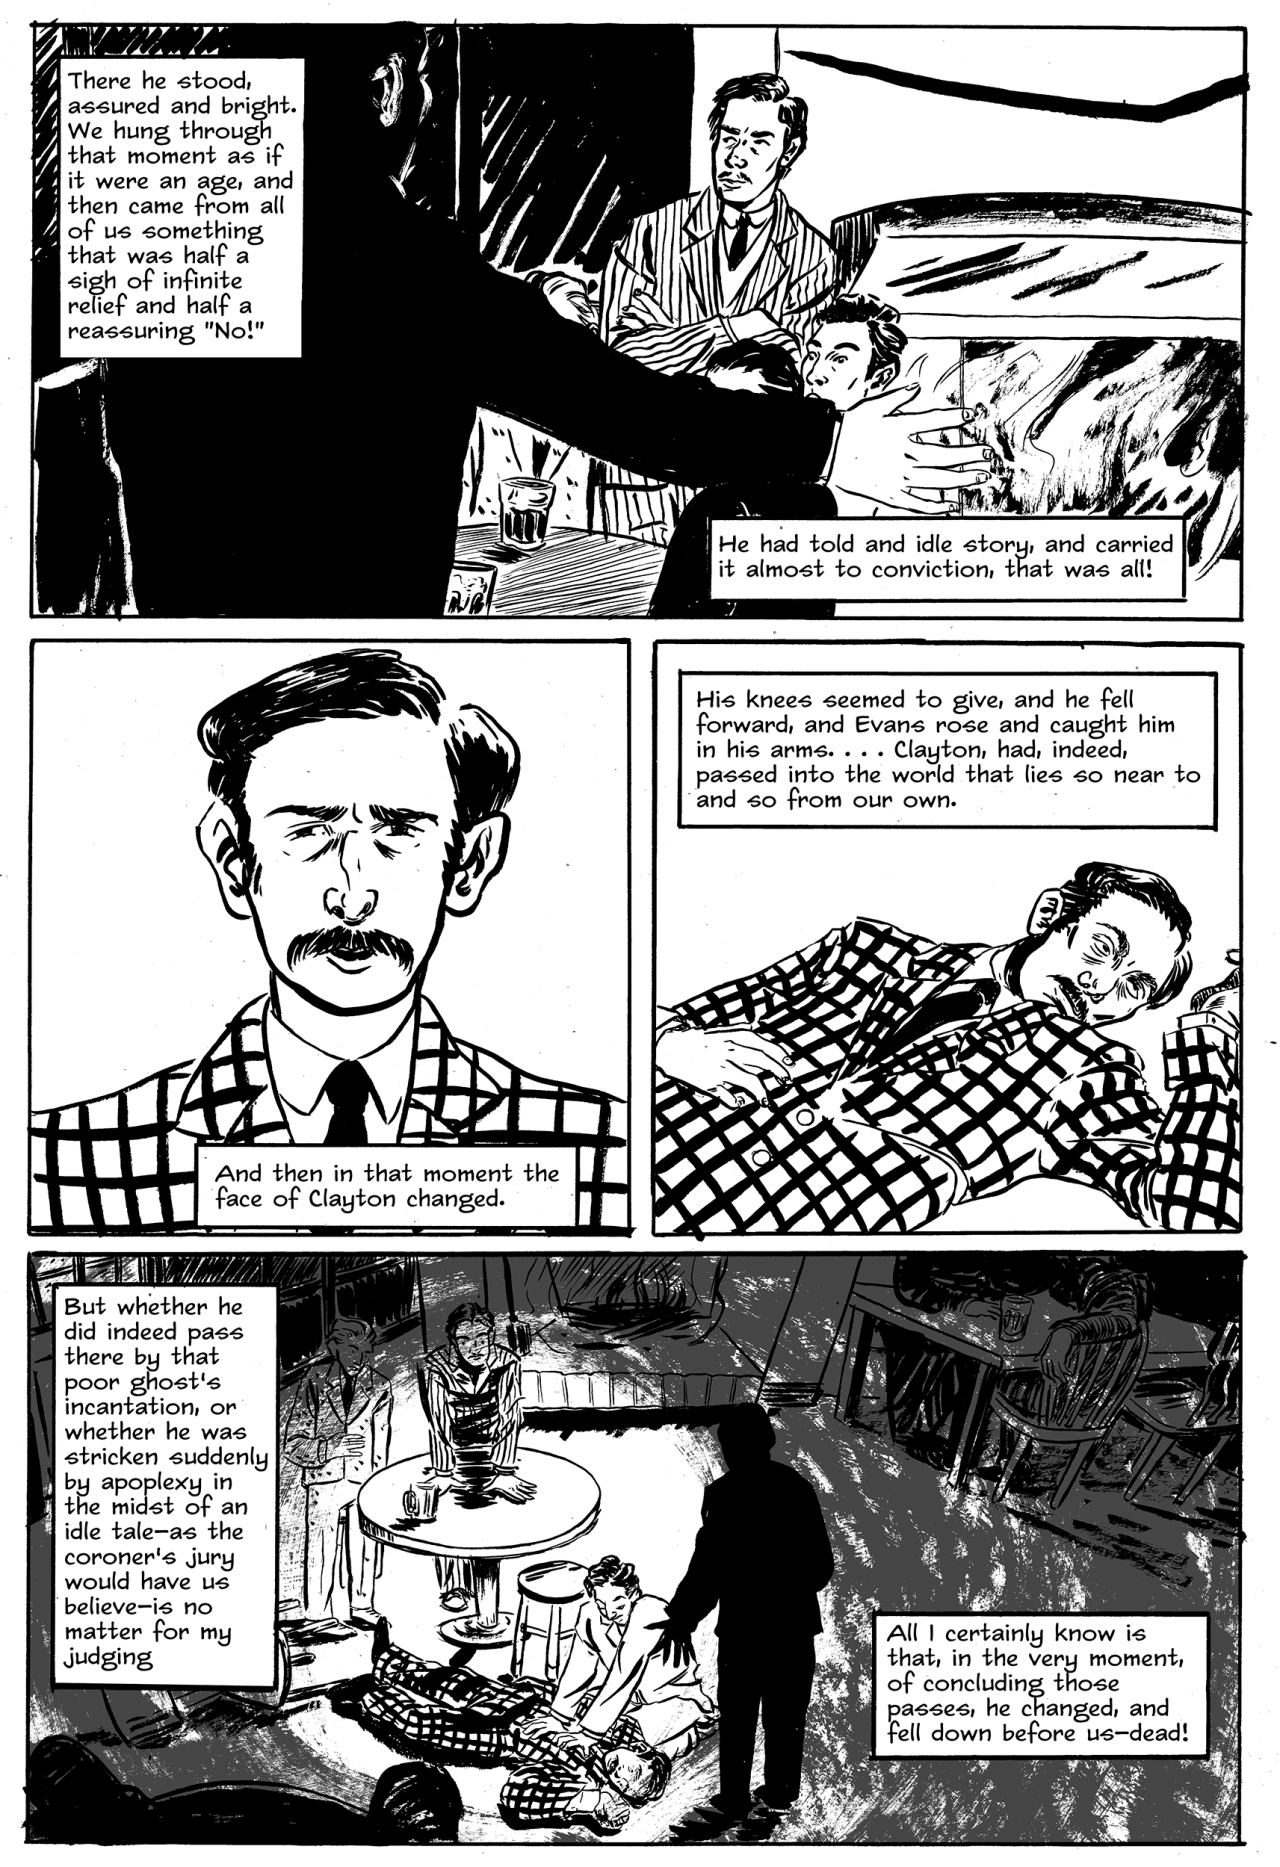 There he stood,
assured and bright.
We hung through
that moment as if
it were an age, and
then came from all
of us something
that was half a
sigh of infinite
relief and half a
reassuring "No!"
He had told and idle story, and carried
it almost to conviction, that was all!
And then in that moment the
face of Clayton changed.
His knees seemed to give, and he fell
forward, and Evans rose and caught him
in his arms. . . . Clayton, had, indeed,
passed into the world that lies so near to
and so from our own.
But whether he
did indeed pass
there by that
poor ghost's
incantation, or
whether he was
stricken suddenly
by apoplexy in
the midst of an
idle tale—as the
coroner's jury
would have us
believe—is no
matter for my
judging
All I certainly know is
that, in the very moment,
of concluding those
passes, he changed, and
fell down before us—dead!